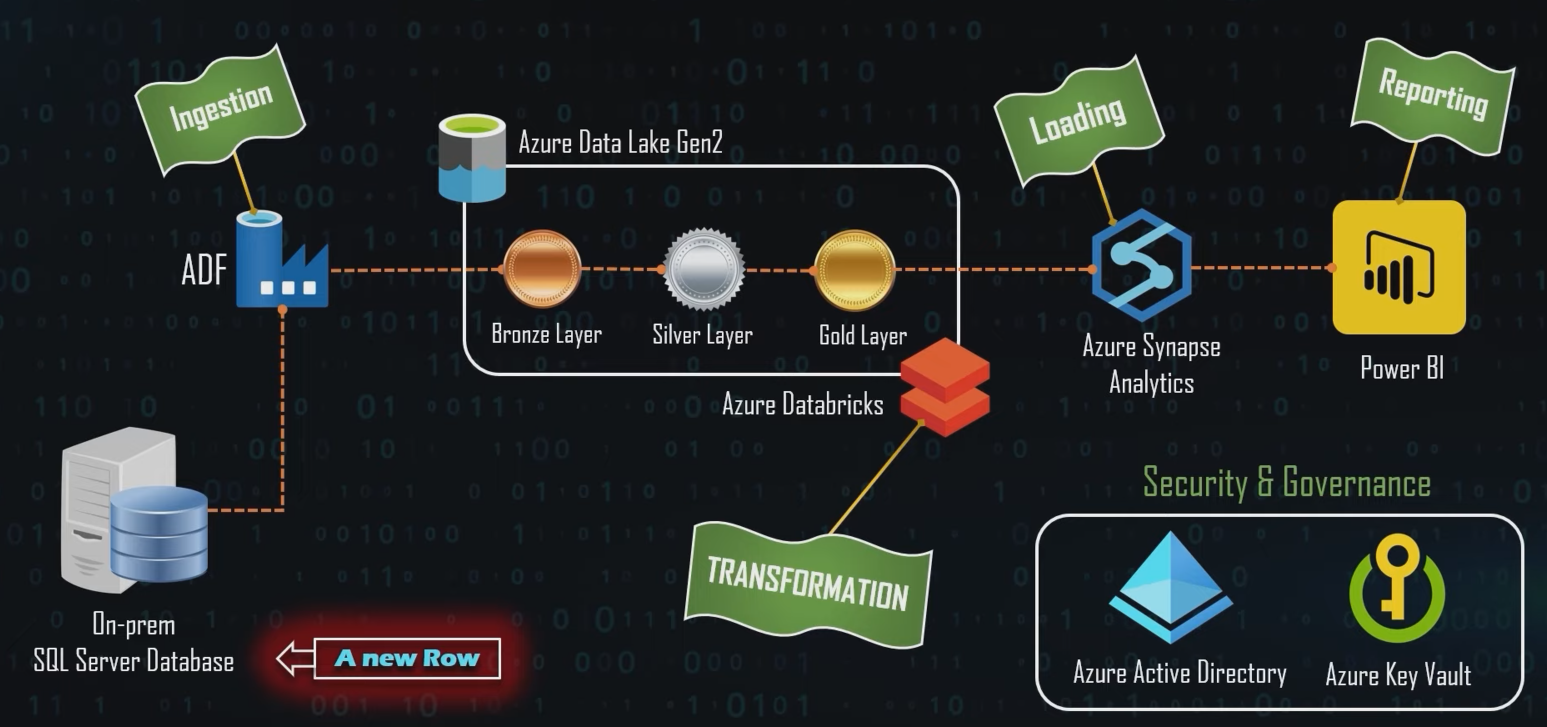 Ingestion
Loading
Reporting
Azure Data Lake Gen2
ADF
Bronze Layer
Silver Layer
Gold Layer
Azure Synapse
Analytics
Power BI
Azure Databricks
Security & Governance
TRANSFORMATION
On-prem
SQL Server Database
A new Row
Azure Active Directory
Azure Key Vault